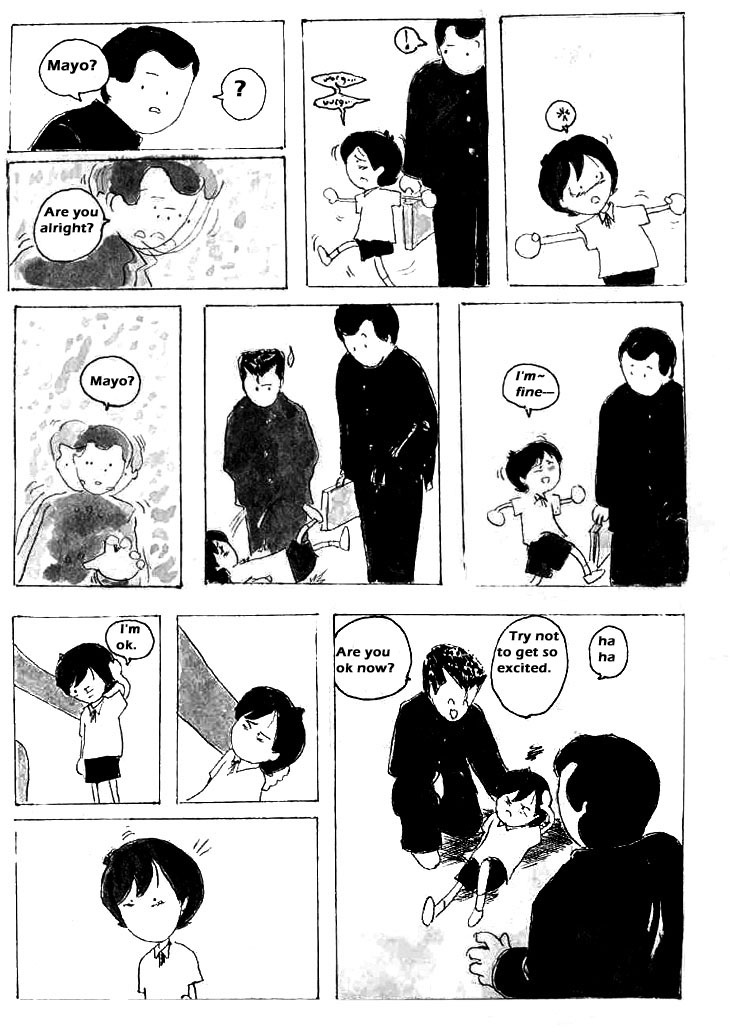 Mayo?
?
!
*
Are you
alright?
Mayo?
I'm~
fine—
I'm
ok.
Are you
ok now?
Try not
to get so
excited.
ha
ha